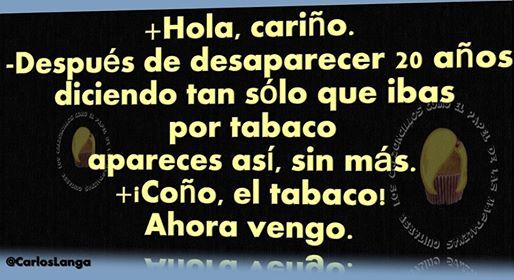 +Hola, cariño.
-Después de desaparecer 20 años
diciendo tan sólo que ibas
por tabaco
apareces así, sin más.
+¡Coño, el tabaco!
Ahora vengo.
@CarlosLanga